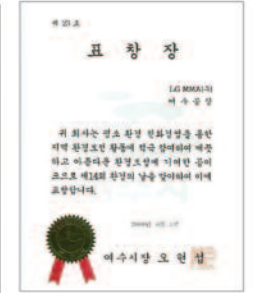 제 23 호
표 창 장
LG MMA(주)
여 수 공 장
귀 회사는 평소 환경 친화경영을 통한
지역 환경보전 활동에 적극 참여하여 깨끗
하고 아름다운 환경조성에 기여한 공이
크므로 제14회 환경의 날을 맞이하여 이에
표창합니다.
여수시장 오 현 섭